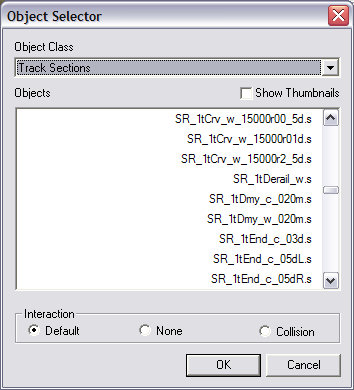 Object Selector
Object Class
Track Sections
Objects
Show Thumbnails
SR_1tCrv_w_15000r00_5d.s
SR_1tCrv_w_15000r01d.s
SR_1tCrv_w_15000r2_5d.s
SR_1tDerail_w.s
SR_1tDmy_c_020m.s
SR_1tDmy_w_020m.s
SR_1tEnd_c_03d.s
SR_1tEnd_c_05dL.s
SR_1tEnd_c_05dR.s
Interaction
Default
None
Collision
OK
Cancel